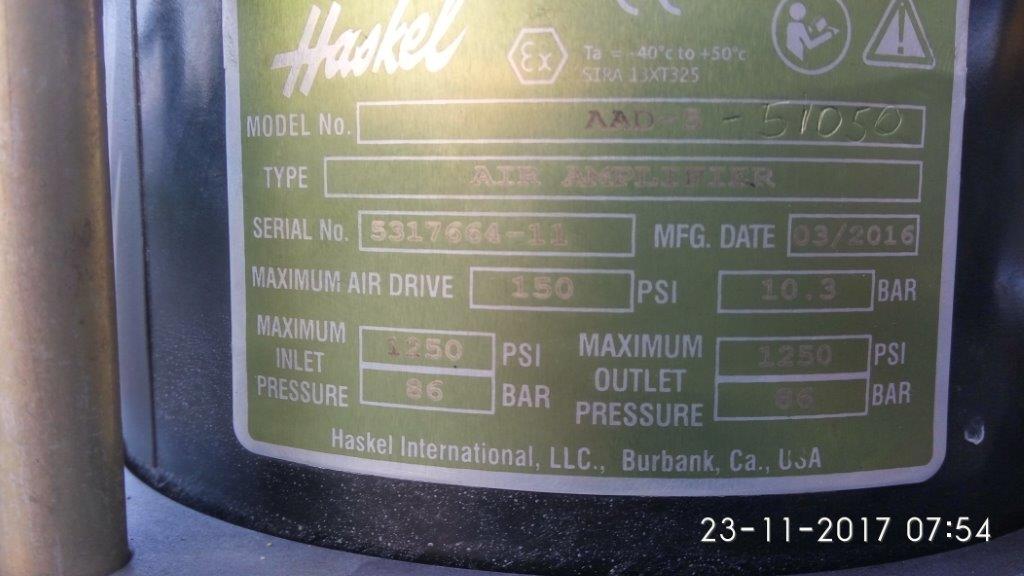 Haskel
Ex
Ta = -40°c to +50°c
SIRA 13XT325
MODEL No. AAD-5 - 51050
TYPE AIR AMPLIFIER
SERIAL No. 5317664-11 MFG. DATE 03/2016
MAXIMUM AIR DRIVE 150 PSI 10.3 BAR
MAXIMUM INLET PRESSURE 1250 PSI 86 BAR
MAXIMUM OUTLET PRESSURE 1250 PSI 86 BAR
Haskel International, LLC., Burbank, Ca., USA
23-11-2017 07:54